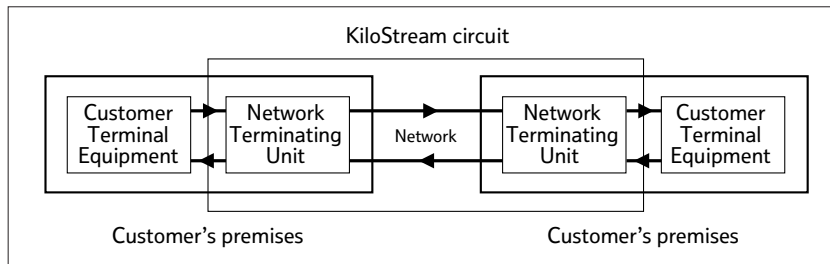 KiloStream circuit
Customer
Terminal
Equipment
Network
Terminating
Unit
Network
Network
Terminating
Unit
Customer
Terminal
Equipment
Customer's premises
Customer's premises